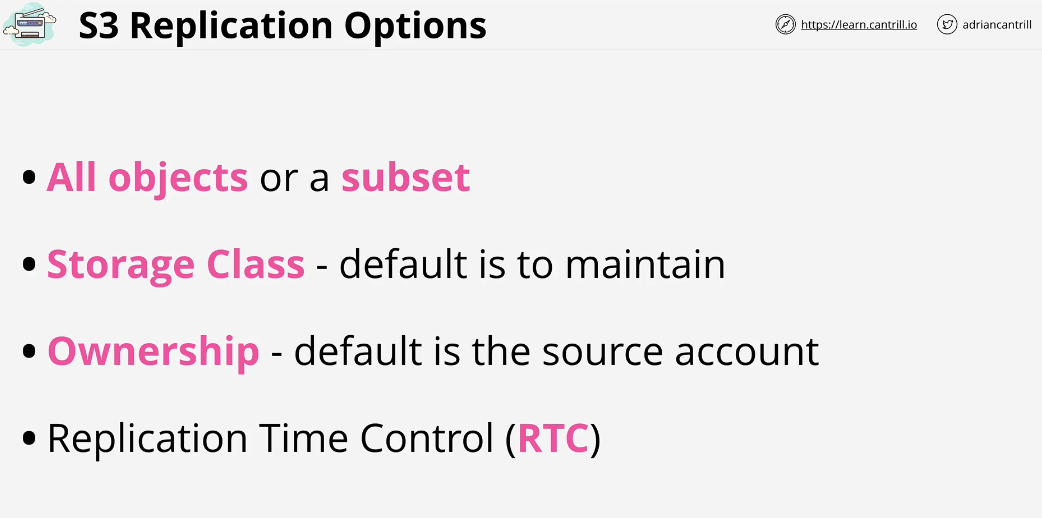 S3 Replication Options
https://learn.cantrill.io
adriancantrill
• All objects or a subset
• Storage Class - default is to maintain
• Ownership - default is the source account
• Replication Time Control (RTC)